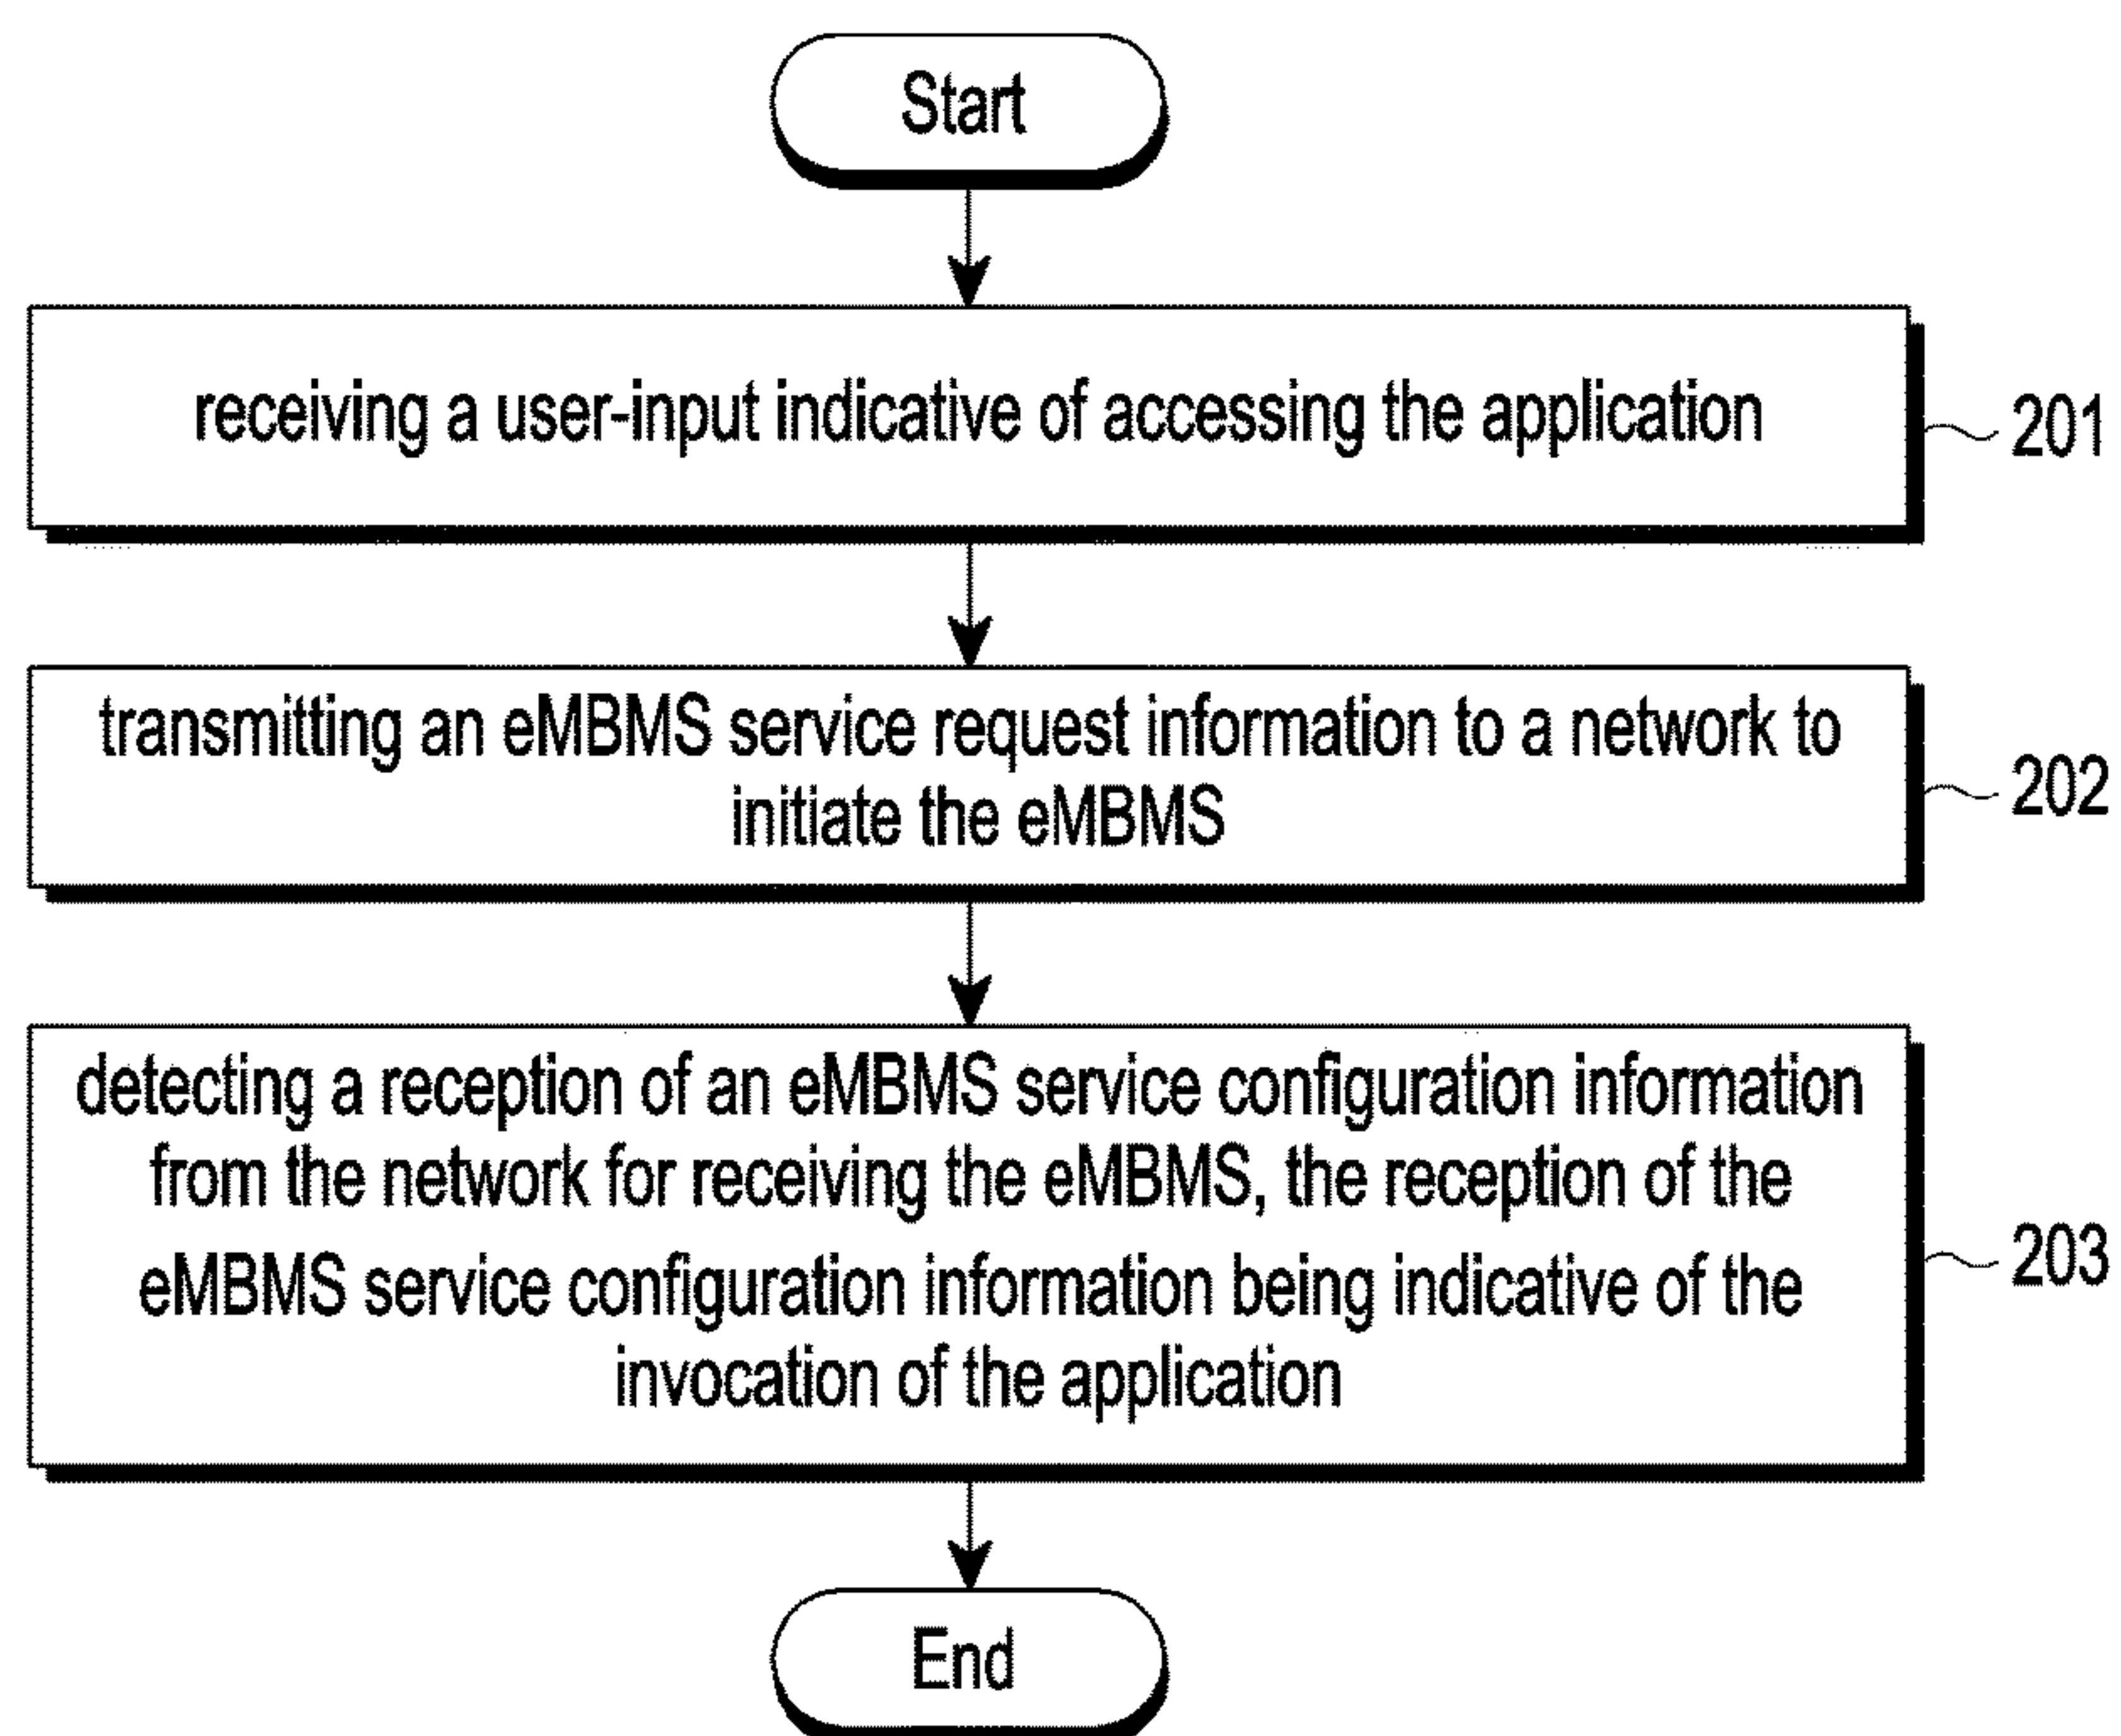 Start
receiving a user-input indicative of accessing the application
201
transmitting an eMBMS service request information to a network to
initiate the eMBMS
202
detecting a reception of an eMBMS service configuration information
from the network for receiving the eMBMS, the reception of the
eMBMS service configuration information being indicative of the
invocation of the application
203
End